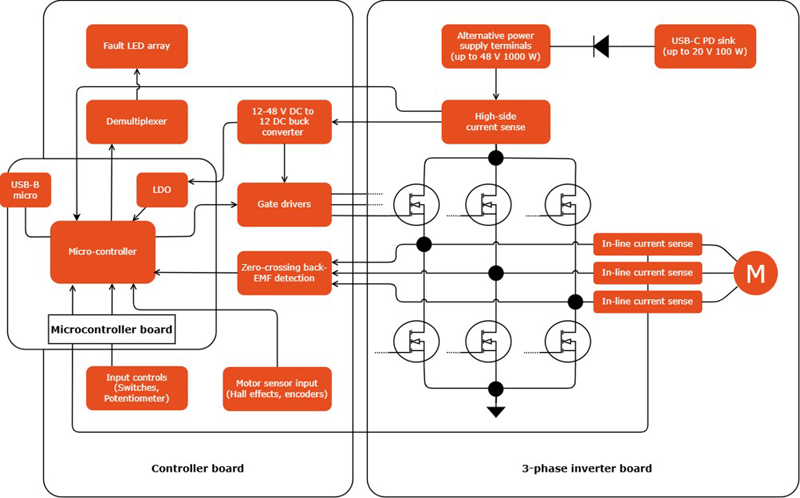 Fault LED array
Demultiplexer
12-48 V DC to
12 DC buck
converter
USB-B
micro
LDO
Gate drivers
Micro-controller
Zero-crossing back-
EMF detection
Microcontroller board
Input controls
(Switches,
Potentiometer)
Motor sensor input
(Hall effects, encoders)
Controller board
Alternative power
supply terminals
(up to 48 V 1000 W)
USB-C PD sink
(up to 20 V 100 W)
High-side
current sense
In-line current sense
In-line current sense
In-line current sense
M
3-phase inverter board